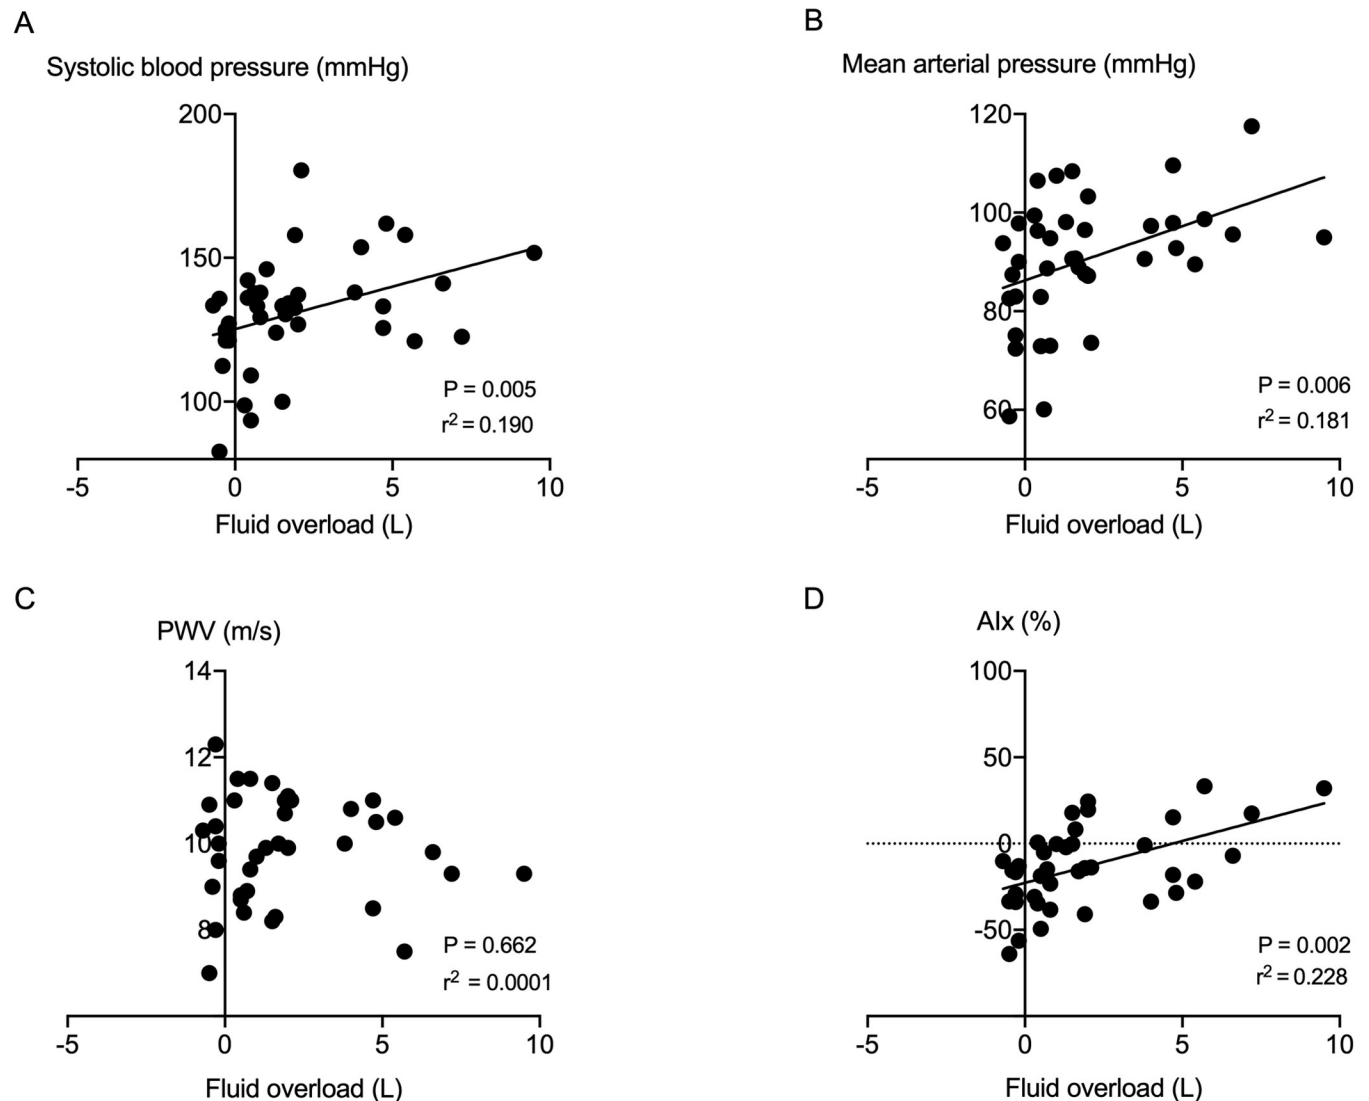 A
Systolic blood pressure (mmHg)
200
150
100
P = 0.005
r² = 0.190
-5 0 5 10
Fluid overload (L)
B
Mean arterial pressure (mmHg)
120
100
80
60
P = 0.006
r² = 0.181
-5 0 5 10
Fluid overload (L)
C
PWV (m/s)
14
12
10
8
P = 0.662
r² = 0.0001
-5 0 5 10
Fluid overload (L)
D
AIx (%)
100
50
0
-50
P = 0.002
r² = 0.228
-5 0 5 10
Fluid overload (L)